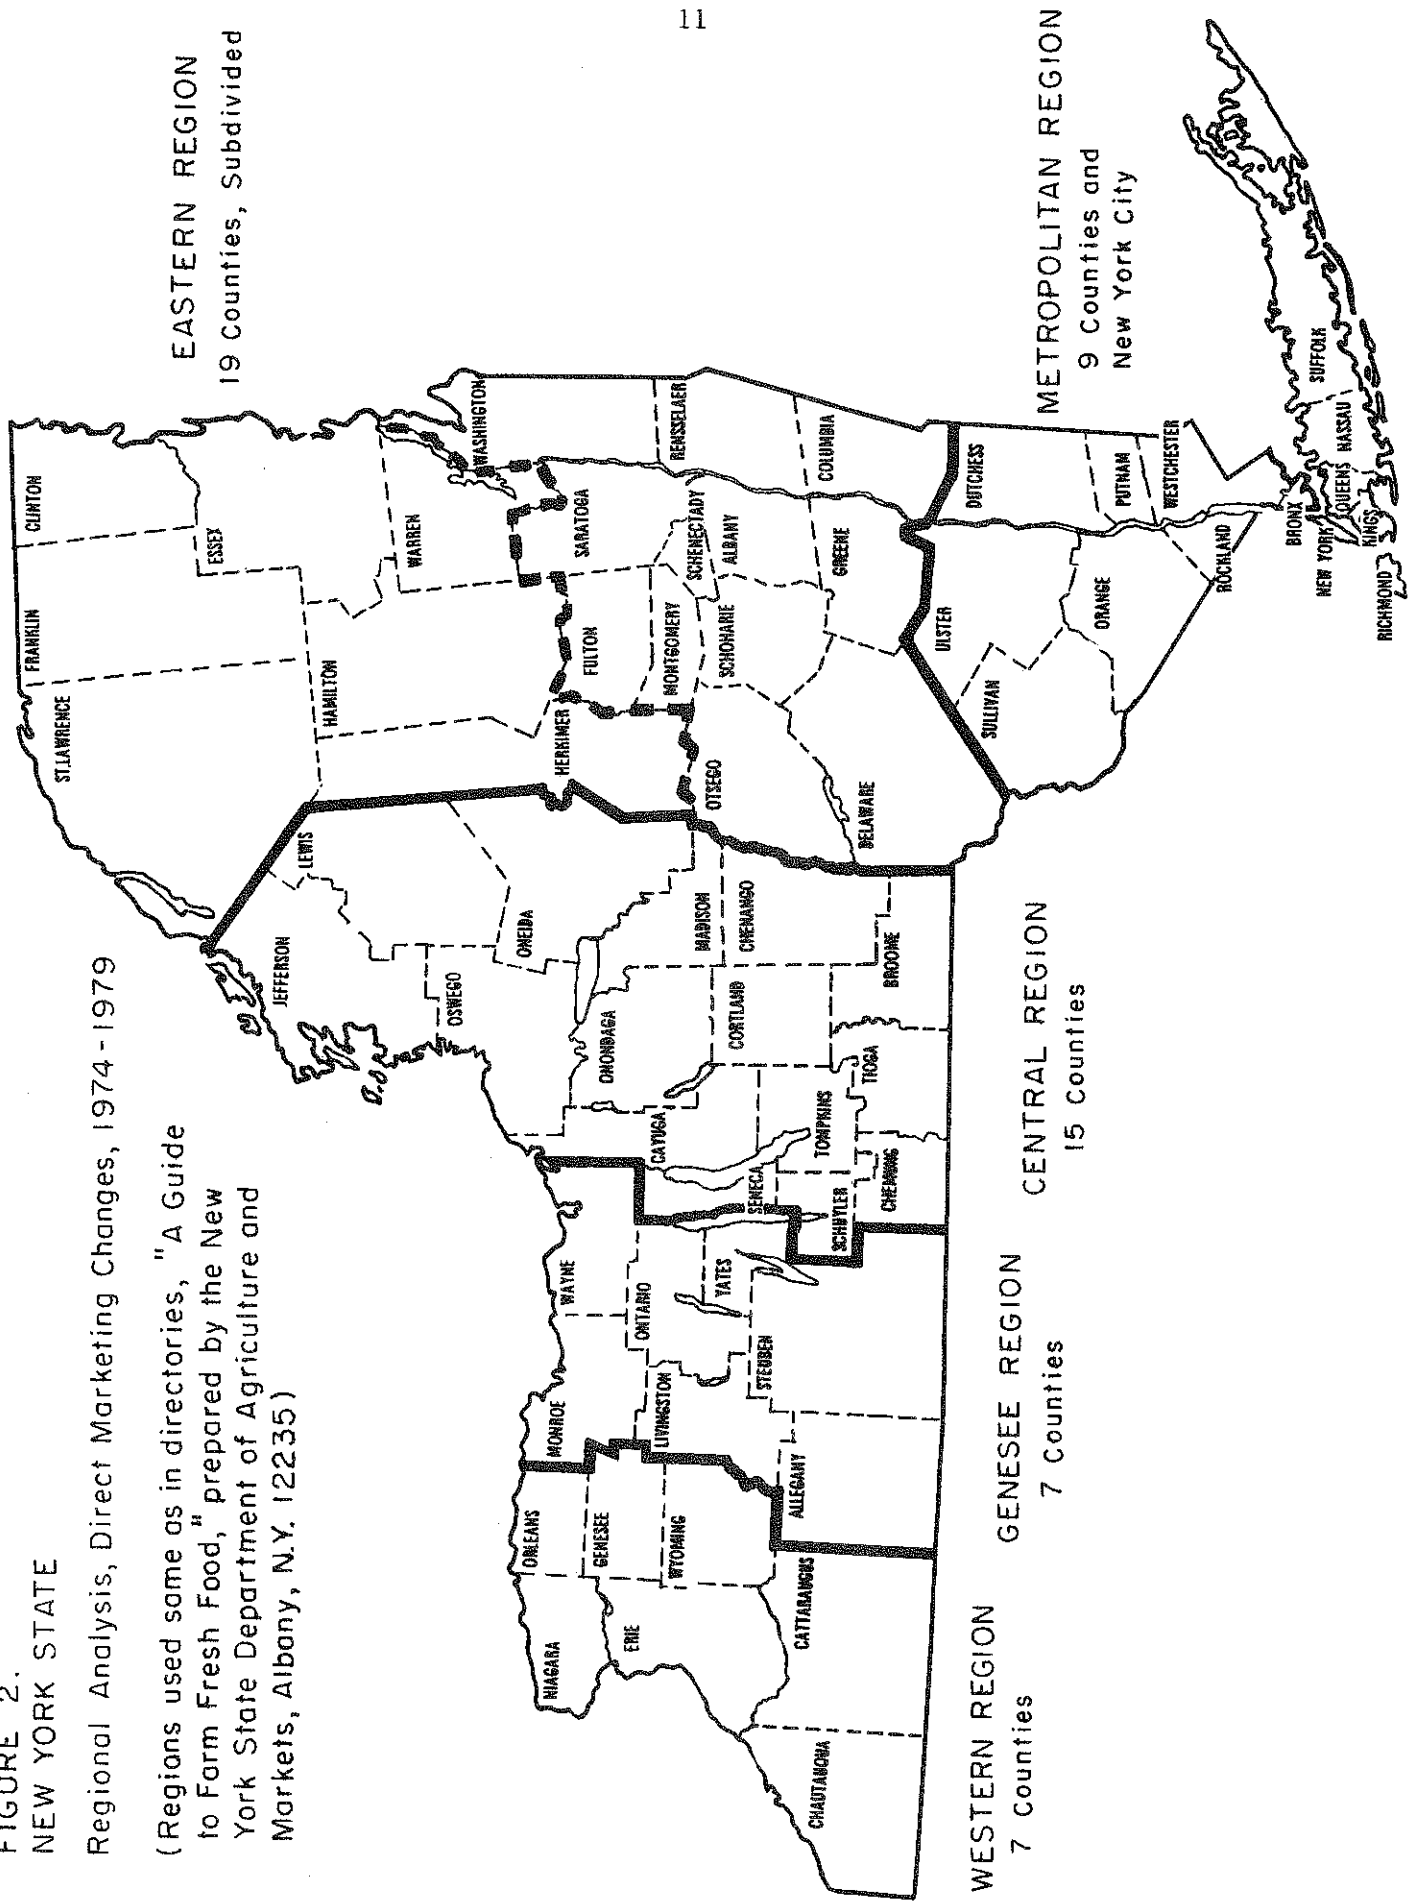 11
FIGURE 2.
NEW YORK STATE
Regional Analysis, Direct Marketing Changes, 1974-1979
(Regions used same as in directories, "A Guide
to Farm Fresh Food," prepared by the New
York State Department of Agriculture and
Markets, Albany, N.Y. 12235)
EASTERN REGION
19 Counties, Subdivided
CLINTON
FRANKLIN
ST.LAWRENCE
ESSEX
HAMILTON
WARREN
WASHINGTON
HERKIMER
FULTON
SARATOGA
MONTGOMERY
SCHENECTADY
RENSSELAER
OTSEGO
SCHOHARIE
ALBANY
DELAWARE
GREENE
COLUMBIA
JEFFERSON
LEWIS
OSWEGO
ONEIDA
ONONDAGA
MADISON
CAYUGA
CORTLAND
CHENANGO
SENECA
TOMPKINS
TIOGA
BROOME
SCHUYLER
CHEMUNG
WAYNE
MONROE
ONTARIO
YATES
LIVINGSTON
STEUBEN
ALLEGANY
ORLEANS
NIAGARA
GENESEE
ERIE
WYOMING
CATTARAUGUS
CHAUTAUQUA
ULSTER
DUTCHESS
SULLIVAN
ORANGE
PUTNAM
WESTCHESTER
ROCKLAND
BRONX
NEW YORK
QUEENS
KINGS
RICHMOND
NASSAU
SUFFOLK
METROPOLITAN REGION
9 Counties and
New York City
WESTERN REGION
7 Counties
GENESEE REGION
7 Counties
CENTRAL REGION
15 Counties